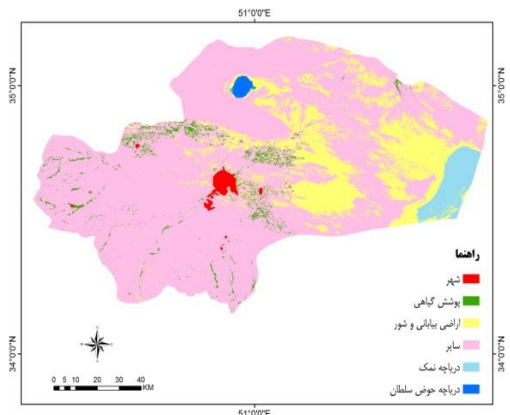 51°0'0"E
35°0'0"N
35°0'0"N
راهنما
شهر
پوشش گیاهی
اراضی بیابانی و شور
سایر
دریاچه نمک
دریاچه حوض سلطان
34°0'0"N
34°0'0"N
0 5 10 20 30 40
KM
51°0'0"E